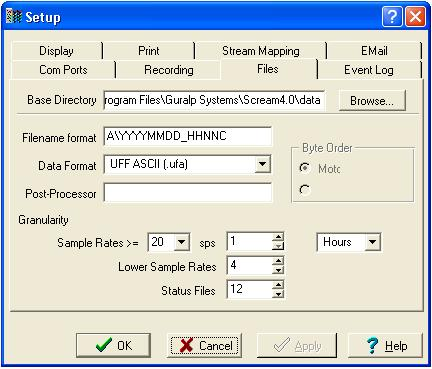 Setup
Display Print Stream Mapping EMail
Com Ports Recording Files Event Log
Base Directory rogram Files\Guralp Systems\Scream4.0\data Browse...
Filename format A\YYYYMMDD_HHNNC
Byte Order
Data Format UFF ASCII (.ufa) Motc
Post-Processor
Granularity
Sample Rates >= 20 sps 1 Hours
Lower Sample Rates 4
Status Files 12
OK Cancel Apply ? Help